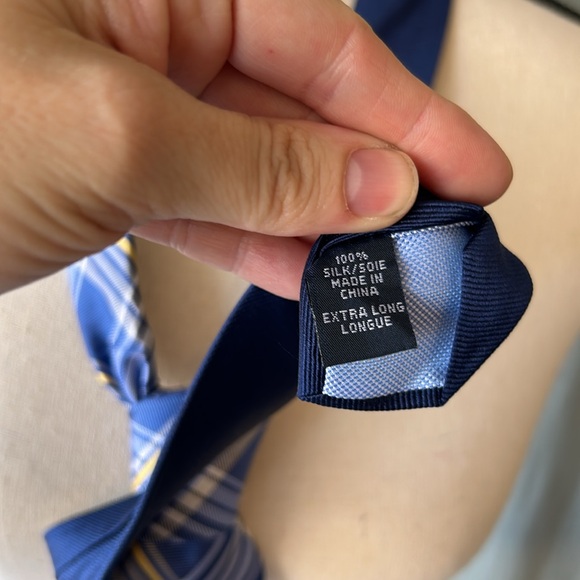 100%
SILK/SOIE
MADE IN
CHINA
EXTRA LONG
LONGUE